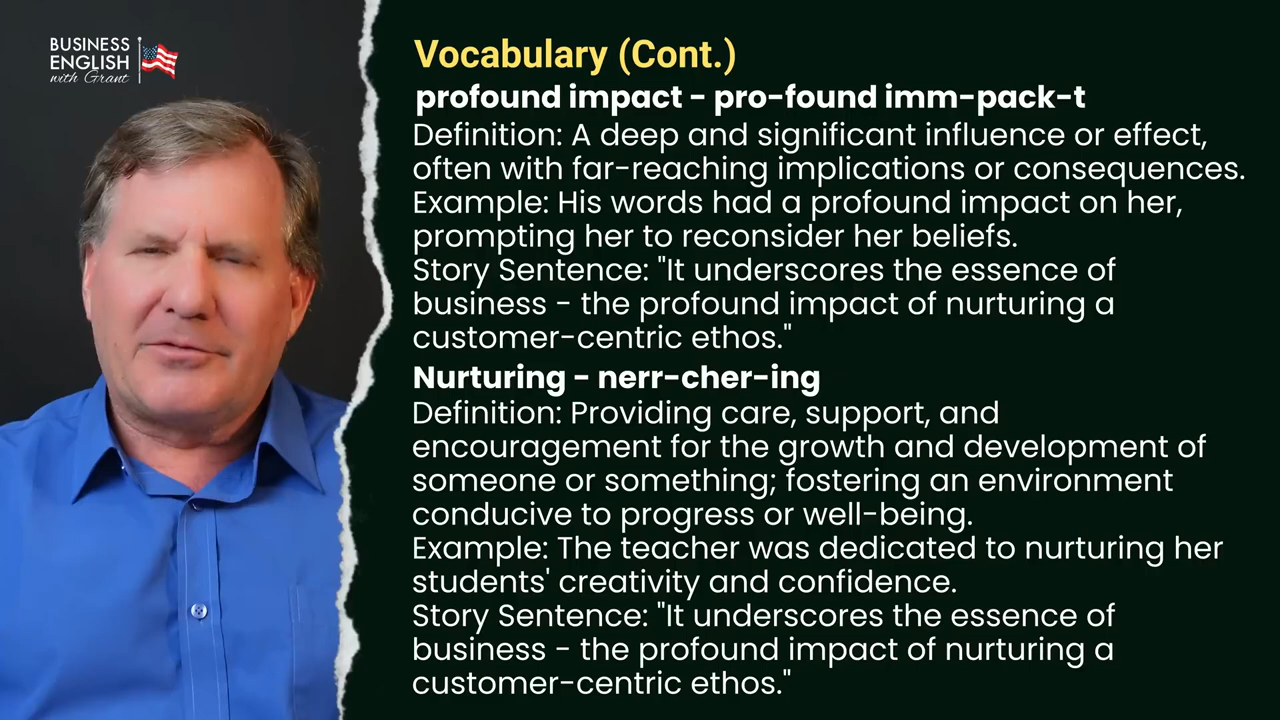 BUSINESS
ENGLISH
with Grant
Vocabulary (Cont.)
profound impact - pro-found imm-pack-t
Definition: A deep and significant influence or effect,
often with far-reaching implications or consequences.
Example: His words had a profound impact on her,
prompting her to reconsider her beliefs.
Story Sentence: "It underscores the essence of
business - the profound impact of nurturing a
customer-centric ethos."
Nurturing - nerr-cher-ing
Definition: Providing care, support, and
encouragement for the growth and development of
someone or something; fostering an environment
conducive to progress or well-being.
Example: The teacher was dedicated to nurturing her
students' creativity and confidence.
Story Sentence: "It underscores the essence of
business - the profound impact of nurturing a
customer-centric ethos."